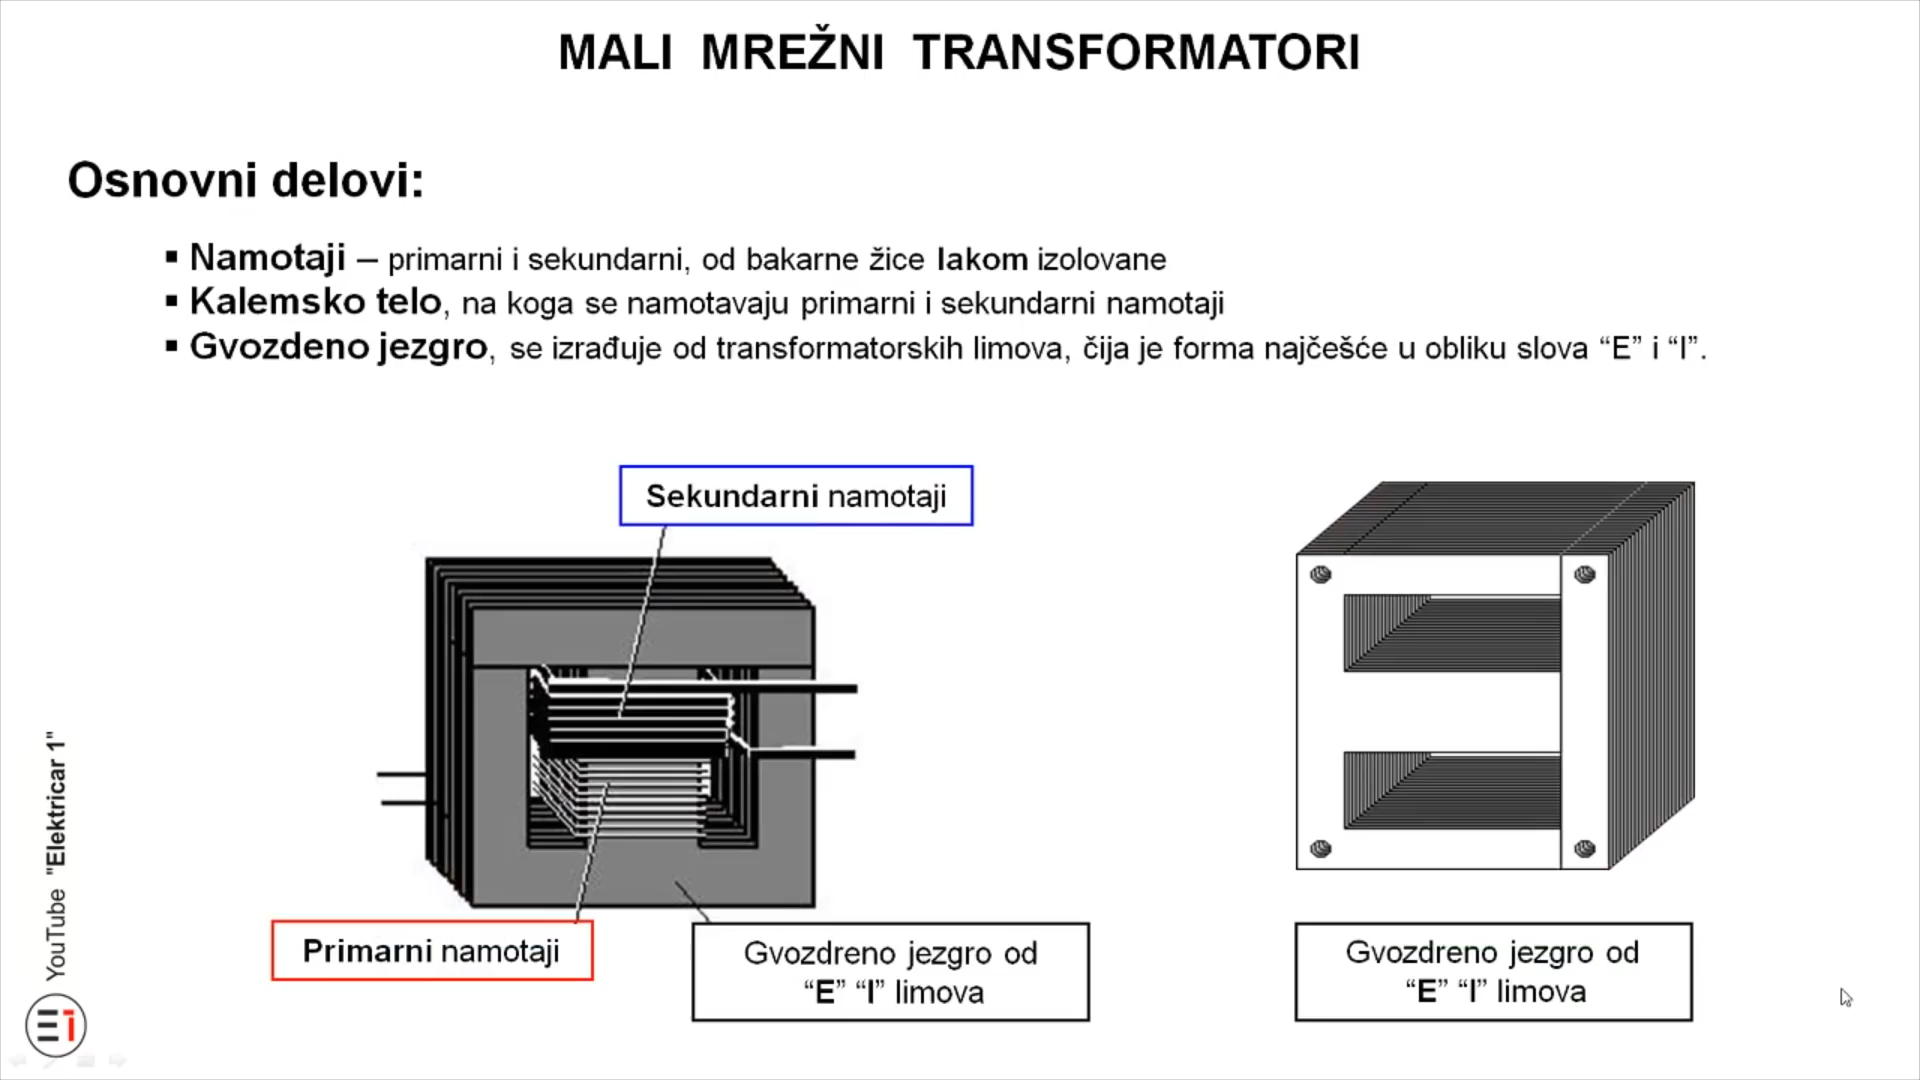 MALI MREŽNI TRANSFORMATORI
Osnovni delovi:
▪ Namotaji – primarni i sekundarni, od bakarne žice lakom izolovane
▪ Kalemsko telo, na koga se namotavaju primarni i sekundarni namotaji
▪ Gvozdeno jezgro, se izrađuje od transformatorskih limova, čija je forma najčešće u obliku slova “E” i “I”.
Sekundarni namotaji
Primarni namotaji
Gvozdreno jezgro od
“E” “I” limova
Gvozdreno jezgro od
“E” “I” limova
YouTube "Elektricar 1"
Ei